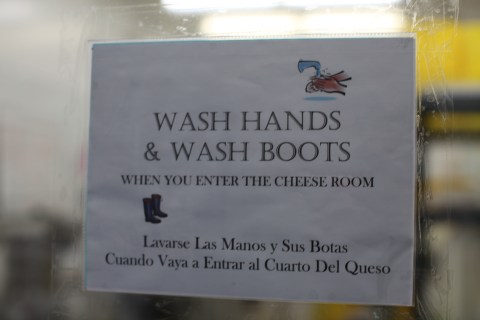 WASH HANDS
& WASH BOOTS
WHEN YOU ENTER THE CHEESE ROOM
Lavarse Las Manos y Sus Botas
Cuando Vaya a Entrar al Cuarto Del Queso